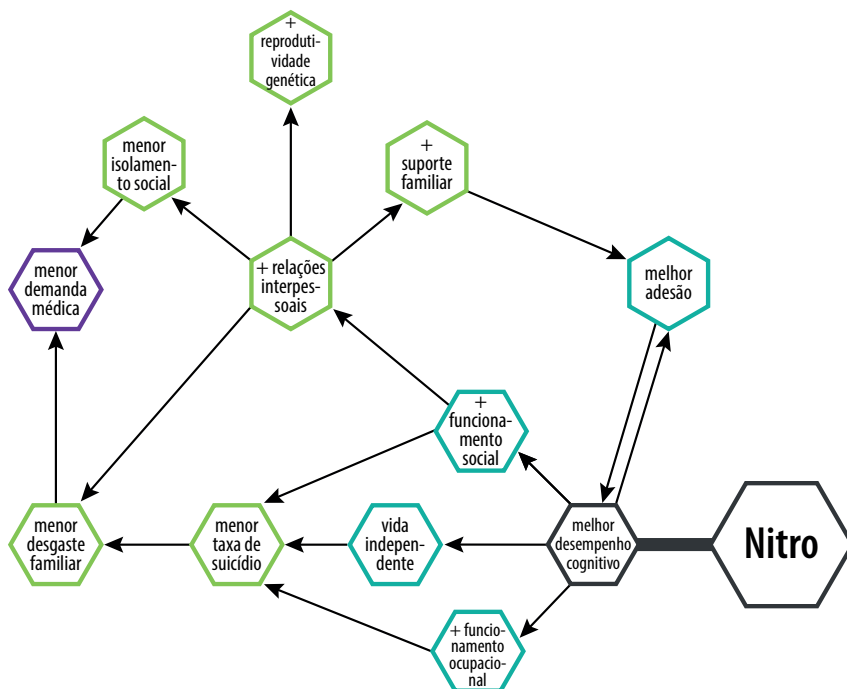 +
reproduti-
vidade
genética
menor
isolamen-
to social
+
suporte
familiar
menor
demanda
médica
+ relações
interpes-
soais
melhor
adesão
+
funciona-
mento
social
menor
desgaste
familiar
menor
taxa de
suicídio
vida
indepen-
dente
melhor
desempenho
cognitivo
Nitro
+ funcio-
namento
ocupacio-
nal